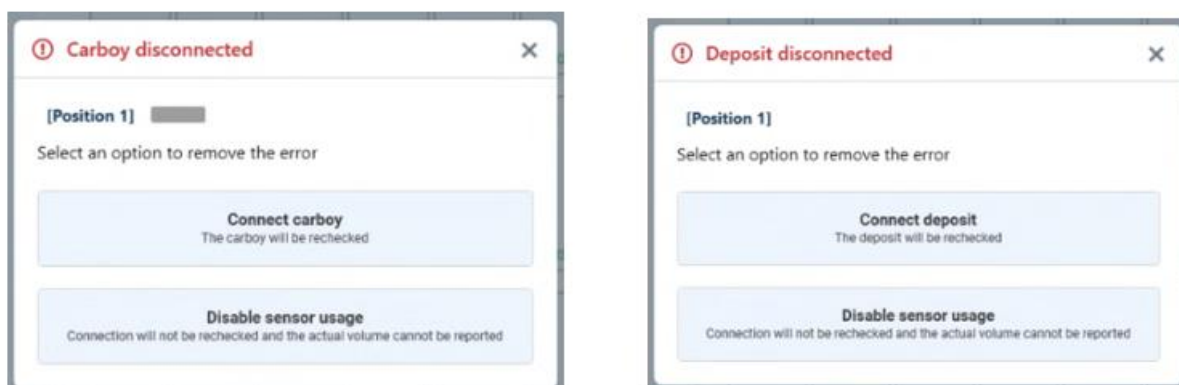 Carboy disconnected
[Position 1]
Select an option to remove the error
Connect carboy
The carboy will be rechecked
Disable sensor usage
Connection will not be rechecked and the actual volume cannot be reported
Deposit disconnected
[Position 1]
Select an option to remove the error
Connect deposit
The deposit will be rechecked
Disable sensor usage
Connection will not be rechecked and the actual volume cannot be reported